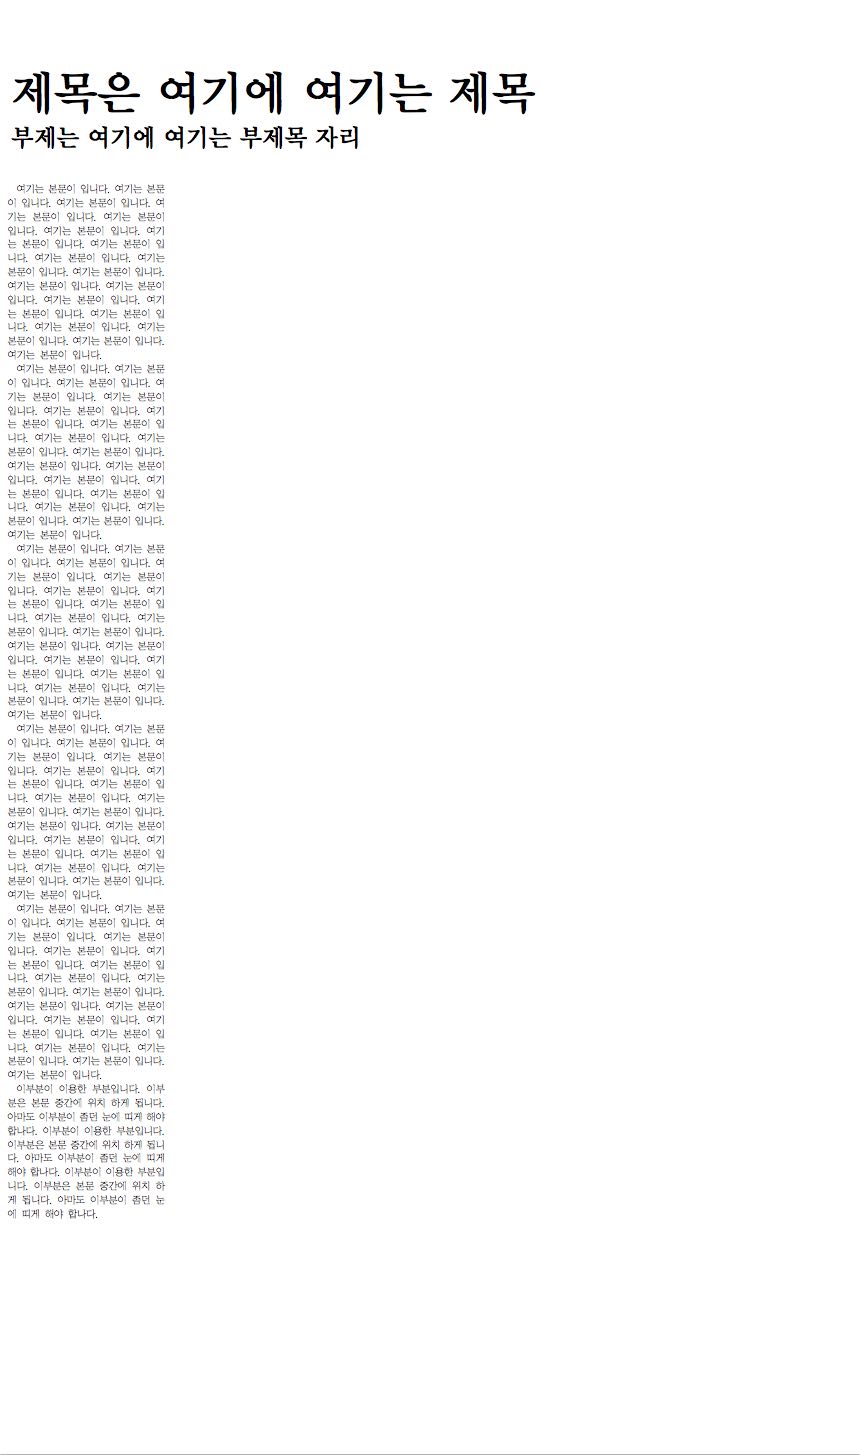 제목은 여기에 여기는 제목
부제는 여기에 여기는 부제목 자리
여기는 본문이 입니다. 여기는 본문
이 입니다. 여기는 본문이 입니다. 여
기는 본문이 입니다. 여기는 본문이
입니다. 여기는 본문이 입니다. 여기
는 본문이 입니다. 여기는 본문이 입
니다. 여기는 본문이 입니다. 여기는
본문이 입니다. 여기는 본문이 입니다.
여기는 본문이 입니다. 여기는 본문이
입니다. 여기는 본문이 입니다. 여기
는 본문이 입니다. 여기는 본문이 입
니다. 여기는 본문이 입니다. 여기는
본문이 입니다. 여기는 본문이 입니다.
여기는 본문이 입니다.
여기는 본문이 입니다. 여기는 본문
이 입니다. 여기는 본문이 입니다. 여
기는 본문이 입니다. 여기는 본문이
입니다. 여기는 본문이 입니다. 여기
는 본문이 입니다. 여기는 본문이 입
니다. 여기는 본문이 입니다. 여기는
본문이 입니다. 여기는 본문이 입니다.
여기는 본문이 입니다. 여기는 본문이
입니다. 여기는 본문이 입니다. 여기
는 본문이 입니다. 여기는 본문이 입
니다. 여기는 본문이 입니다. 여기는
본문이 입니다. 여기는 본문이 입니다.
여기는 본문이 입니다.
여기는 본문이 입니다. 여기는 본문
이 입니다. 여기는 본문이 입니다. 여
기는 본문이 입니다. 여기는 본문이
입니다. 여기는 본문이 입니다. 여기
는 본문이 입니다. 여기는 본문이 입
니다. 여기는 본문이 입니다. 여기는
본문이 입니다. 여기는 본문이 입니다.
여기는 본문이 입니다. 여기는 본문이
입니다. 여기는 본문이 입니다. 여기
는 본문이 입니다. 여기는 본문이 입
니다. 여기는 본문이 입니다. 여기는
본문이 입니다. 여기는 본문이 입니다.
여기는 본문이 입니다.
여기는 본문이 입니다. 여기는 본문
이 입니다. 여기는 본문이 입니다. 여
기는 본문이 입니다. 여기는 본문이
입니다. 여기는 본문이 입니다. 여기
는 본문이 입니다. 여기는 본문이 입
니다. 여기는 본문이 입니다. 여기는
본문이 입니다. 여기는 본문이 입니다.
여기는 본문이 입니다. 여기는 본문이
입니다. 여기는 본문이 입니다. 여기
는 본문이 입니다. 여기는 본문이 입
니다. 여기는 본문이 입니다. 여기는
본문이 입니다. 여기는 본문이 입니다.
여기는 본문이 입니다.
여기는 본문이 입니다. 여기는 본문
이 입니다. 여기는 본문이 입니다. 여
기는 본문이 입니다. 여기는 본문이
입니다. 여기는 본문이 입니다. 여기
는 본문이 입니다. 여기는 본문이 입
니다. 여기는 본문이 입니다. 여기는
본문이 입니다. 여기는 본문이 입니다.
여기는 본문이 입니다. 여기는 본문이
입니다. 여기는 본문이 입니다. 여기
는 본문이 입니다. 여기는 본문이 입
니다. 여기는 본문이 입니다. 여기는
본문이 입니다. 여기는 본문이 입니다.
여기는 본문이 입니다.
이부분이 이용한 부분입니다. 이부
분은 본문 중간에 위치 하게 됩니다.
아마도 이부분이 좀던 눈에 띠게 해야
합나다. 이부분이 이용한 부분입니다.
이부분은 본문 중간에 위치 하게 됩니
다. 아마도 이부분이 좀던 눈에 띠게
해야 합나다. 이부분이 이용한 부분입
니다. 이부분은 본문 중간에 위치 하
게 됩니다. 아마도 이부분이 좀던 눈
에 띠게 해야 합나다.